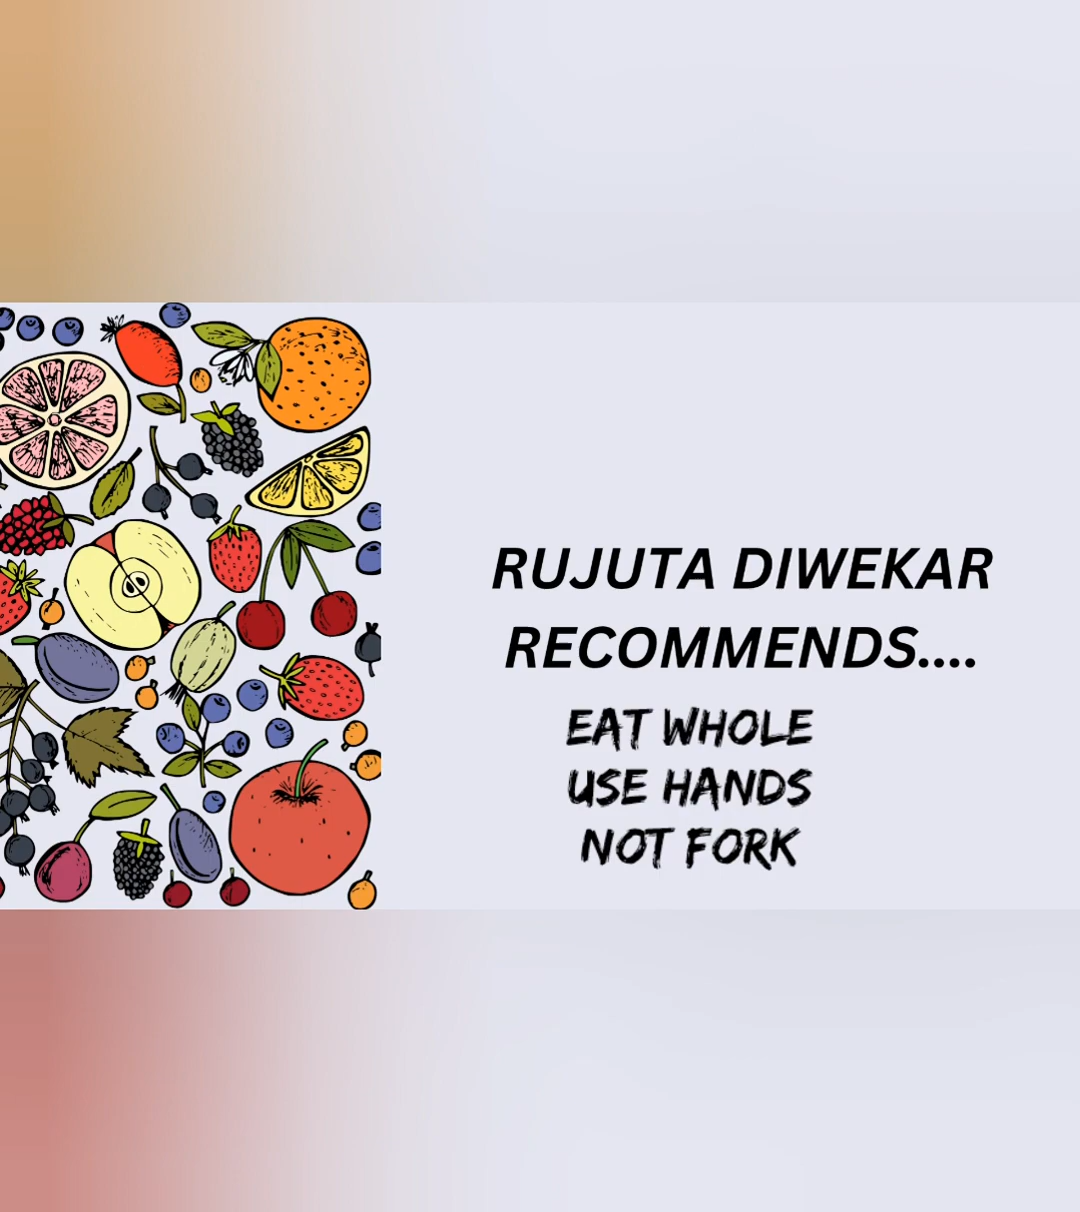 RUJUTA DIWEKAR
RECOMMENDS....
EAT WHOLE
USE HANDS
NOT FORK